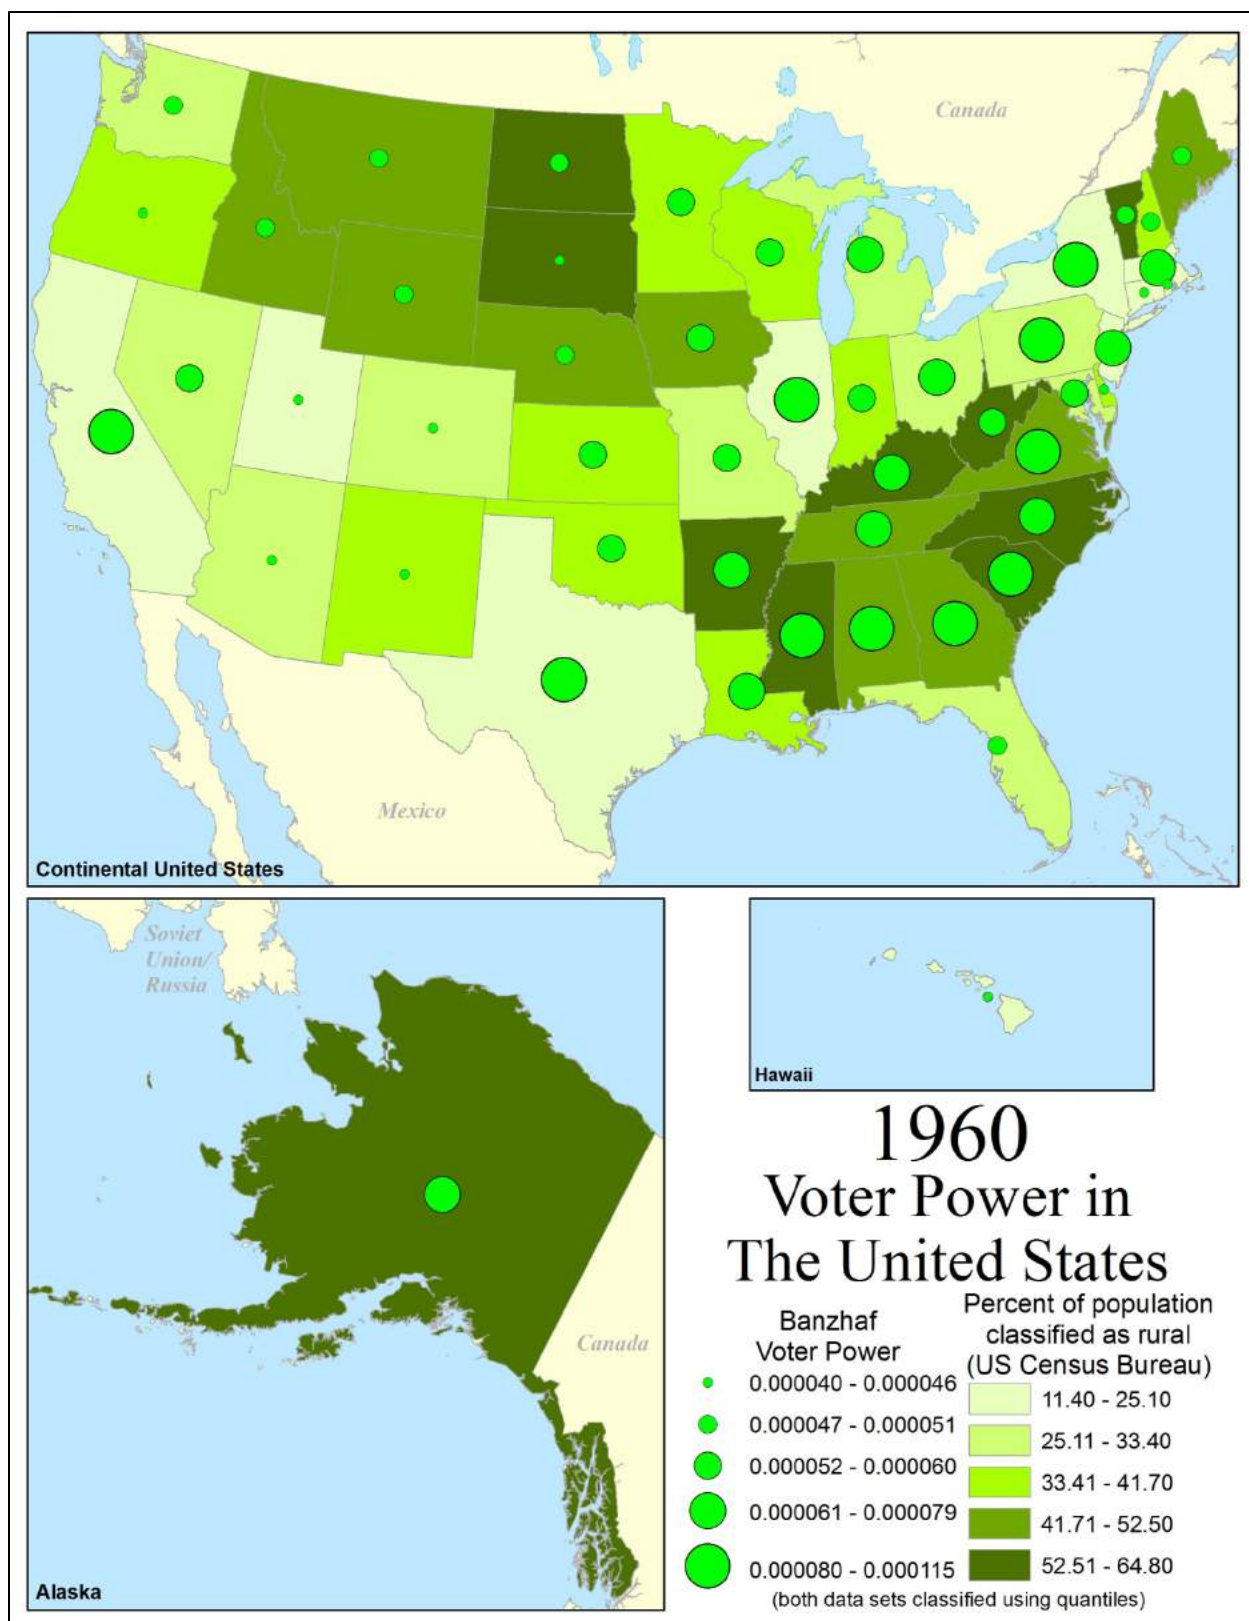 Canada
Mexico
Continental United States
Soviet
Union/
Russia
Canada
Alaska
Hawaii
1960
Voter Power in
The United States
Banzhaf
Voter Power
0.000040 - 0.000046
0.000047 - 0.000051
0.000052 - 0.000060
0.000061 - 0.000079
0.000080 - 0.000115
Percent of population
classified as rural
(US Census Bureau)
11.40 - 25.10
25.11 - 33.40
33.41 - 41.70
41.71 - 52.50
52.51 - 64.80
(both data sets classified using quantiles)